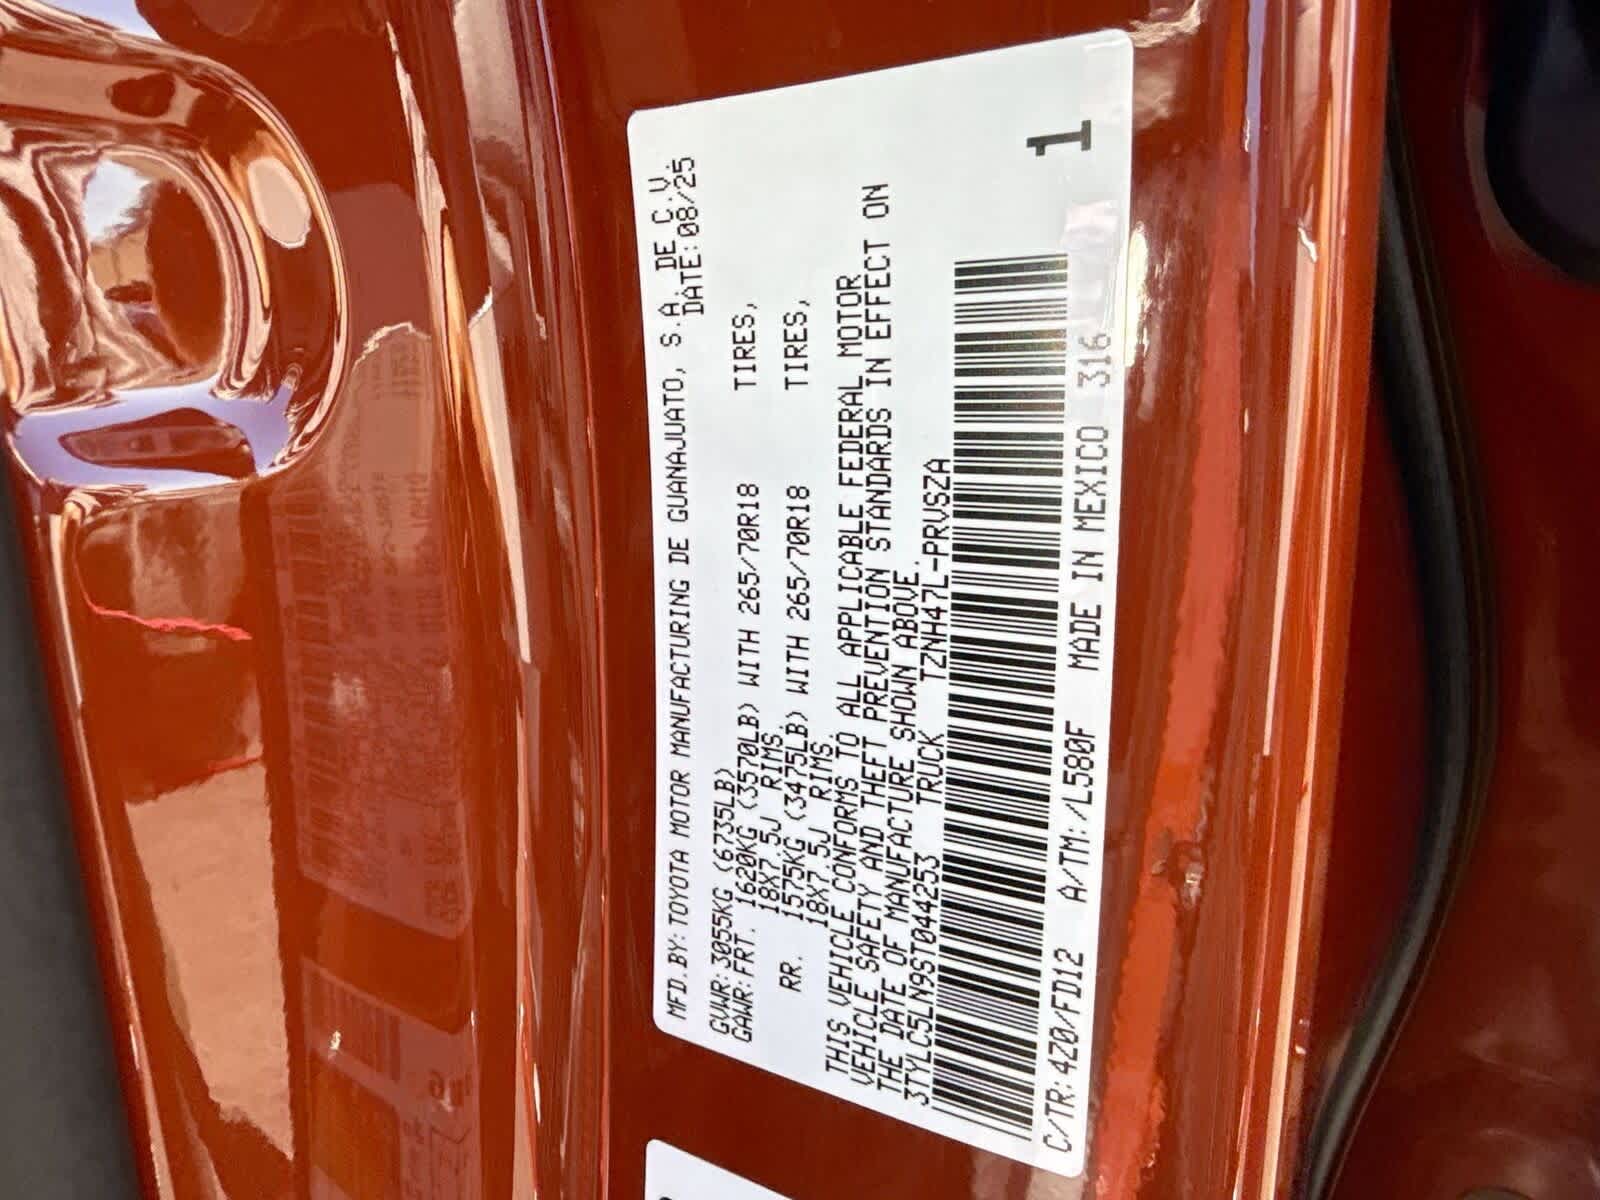 MFD.BY:TOYOTA MOTOR MANUFACTURING DE GUANAJUATO, S.A. DE C.V.
DATE:08/25
GVWR:3055KG (6735LB)
GAWR:FRT. 1620KG (3570LB) WITH 265/70R18 TIRES,
18X7.5J RIMS,
RR. 1575KG (3475LB) WITH 265/70R18 TIRES,
18X7.5J RIMS,
THIS VEHICLE CONFORMS TO ALL APPLICABLE FEDERAL MOTOR
VEHICLE SAFETY AND THEFT PREVENTION STANDARDS IN EFFECT ON
THE DATE OF MANUFACTURE SHOWN ABOVE.
3TYLC5LN9ST044253 TRUCK TZNH47L-PRVSZA
C/TR:4Z0/FD12 A/TM:/L580F MADE IN MEXICO 316
1